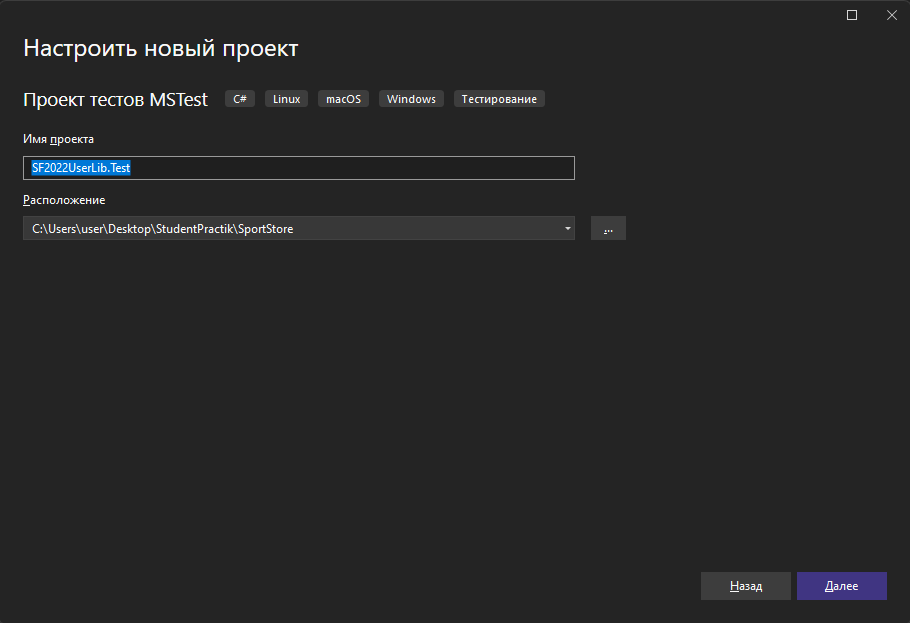 Настроить новый проект
Проект тестов MSTest C# Linux macOS Windows Тестирование
Имя проекта
SF2022UserLib.Test
Расположение
C:\Users\user\Desktop\StudentPractik\SportStore
...
Назад Далее